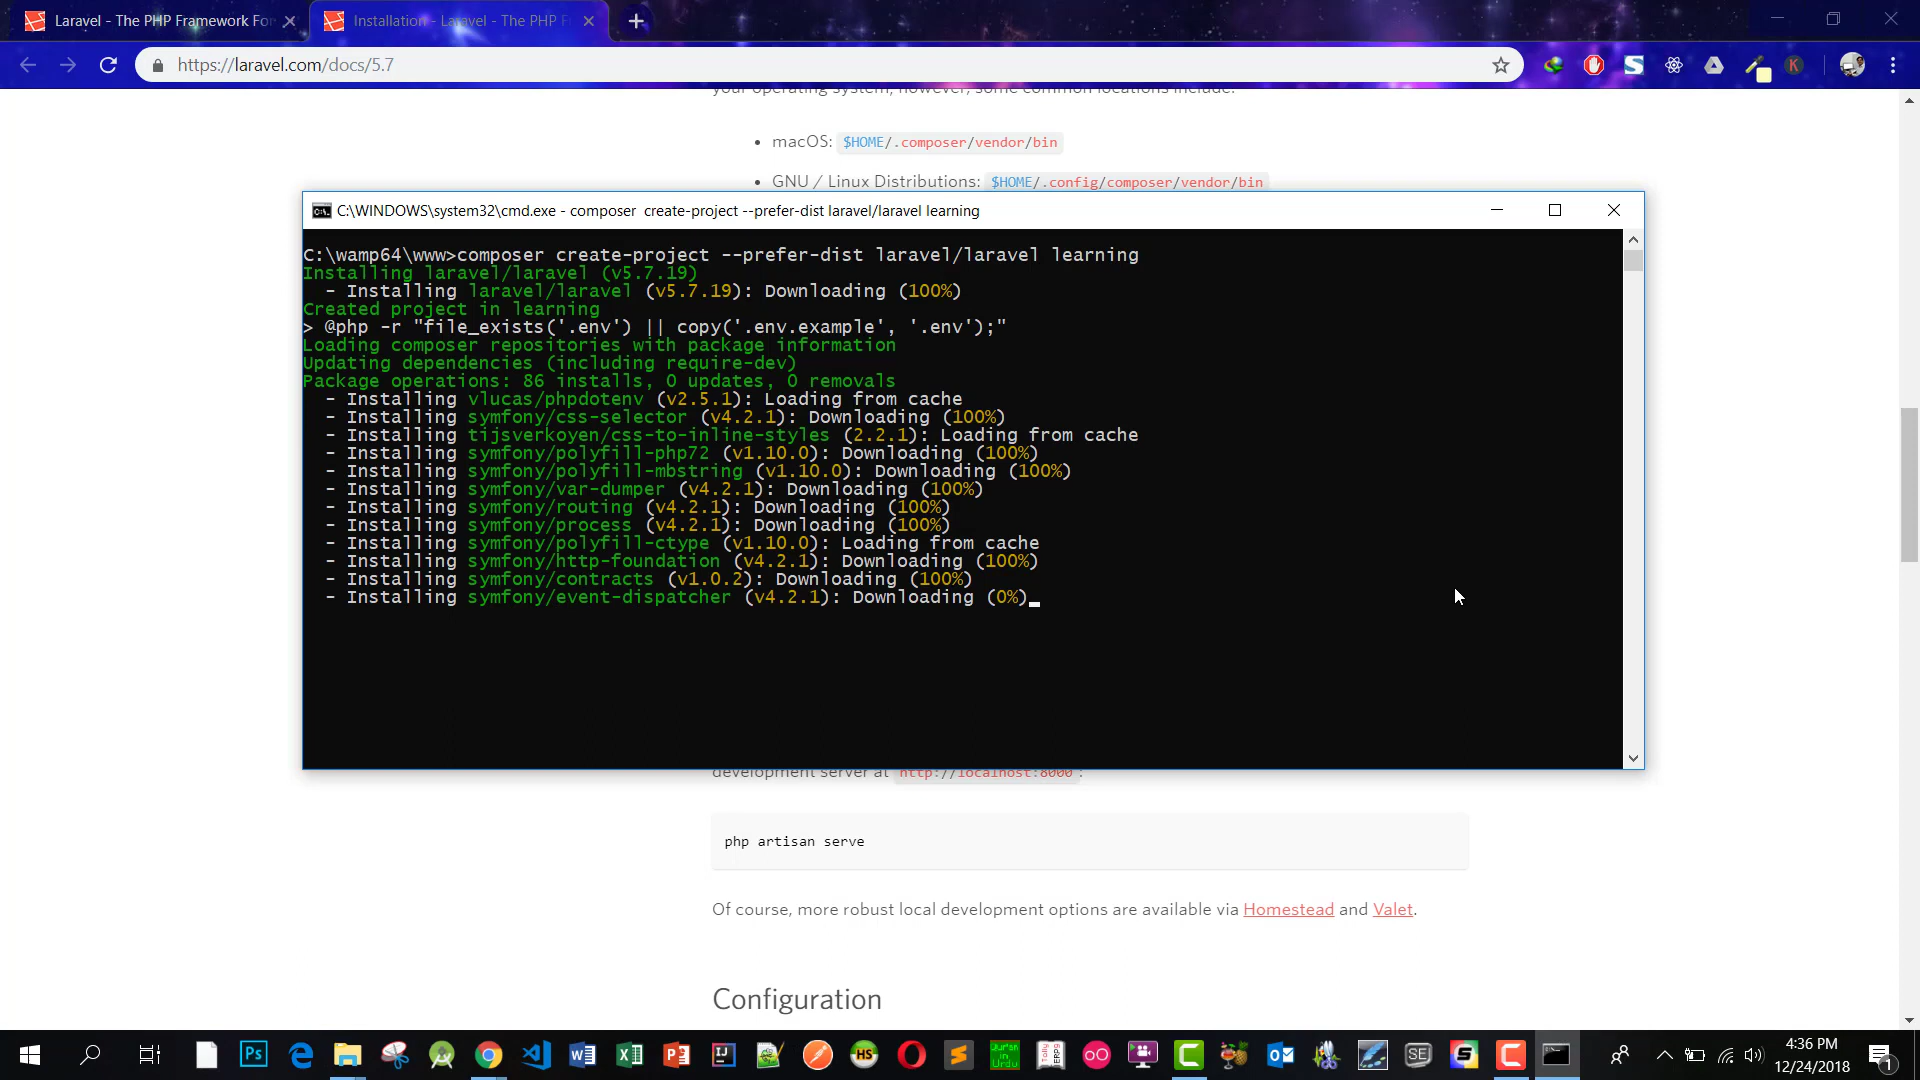 Laravel - The PHP Framework For
Installation - Laravel - The PHP F
https://laravel.com/docs/5.7
your operating system; however, some common locations include:
• macOS: $HOME/.composer/vendor/bin
• GNU / Linux Distributions: $HOME/.config/composer/vendor/bin
C:\WINDOWS\system32\cmd.exe - composer  create-project --prefer-dist laravel/laravel learning
C:\wamp64\www>composer create-project --prefer-dist laravel/laravel learning
Installing laravel/laravel (v5.7.19)
  - Installing laravel/laravel (v5.7.19): Downloading (100%)
Created project in learning
> @php -r "file_exists('.env') || copy('.env.example', '.env');"
Loading composer repositories with package information
Updating dependencies (including require-dev)
Package operations: 86 installs, 0 updates, 0 removals
  - Installing vlucas/phpdotenv (v2.5.1): Loading from cache
  - Installing symfony/css-selector (v4.2.1): Downloading (100%)
  - Installing tijsverkoyen/css-to-inline-styles (2.2.1): Loading from cache
  - Installing symfony/polyfill-php72 (v1.10.0): Downloading (100%)
  - Installing symfony/polyfill-mbstring (v1.10.0): Downloading (100%)
  - Installing symfony/var-dumper (v4.2.1): Downloading (100%)
  - Installing symfony/routing (v4.2.1): Downloading (100%)
  - Installing symfony/process (v4.2.1): Downloading (100%)
  - Installing symfony/polyfill-ctype (v1.10.0): Loading from cache
  - Installing symfony/http-foundation (v4.2.1): Downloading (100%)
  - Installing symfony/contracts (v1.0.2): Downloading (100%)
  - Installing symfony/event-dispatcher (v4.2.1): Downloading (0%)
development server at http://localhost:8000 :
php artisan serve
Of course, more robust local development options are available via Homestead and Valet.
Configuration
4:36 PM
12/24/2018